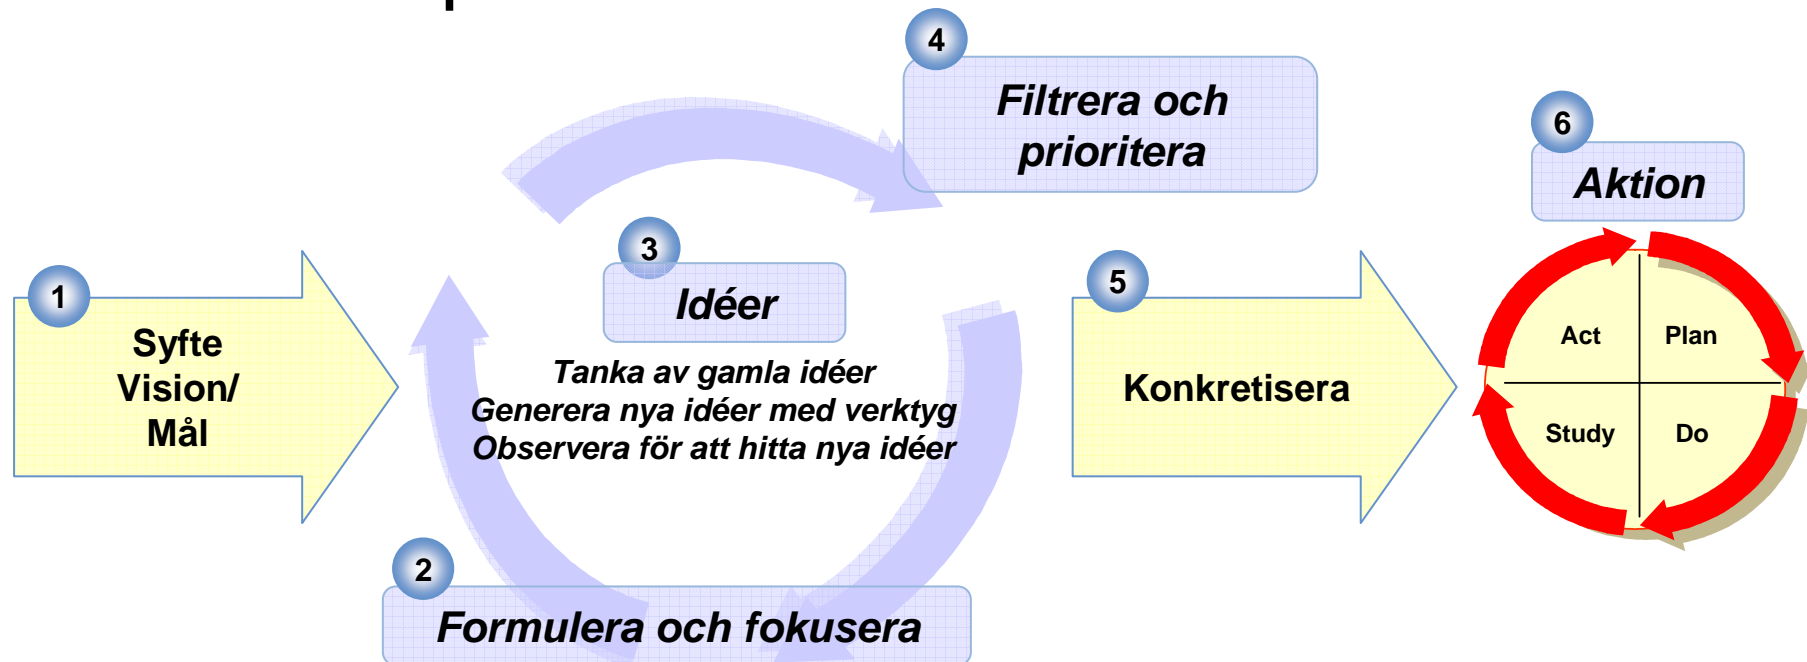 1
Syfte
Vision/
Mål
2
Formulera och fokusera
3
Idéer
Tanka av gamla idéer
Generera nya idéer med verktyg
Observera för att hitta nya idéer
4
Filtrera och
prioritera
5
Konkretisera
6
Aktion
Act
Plan
Study
Do